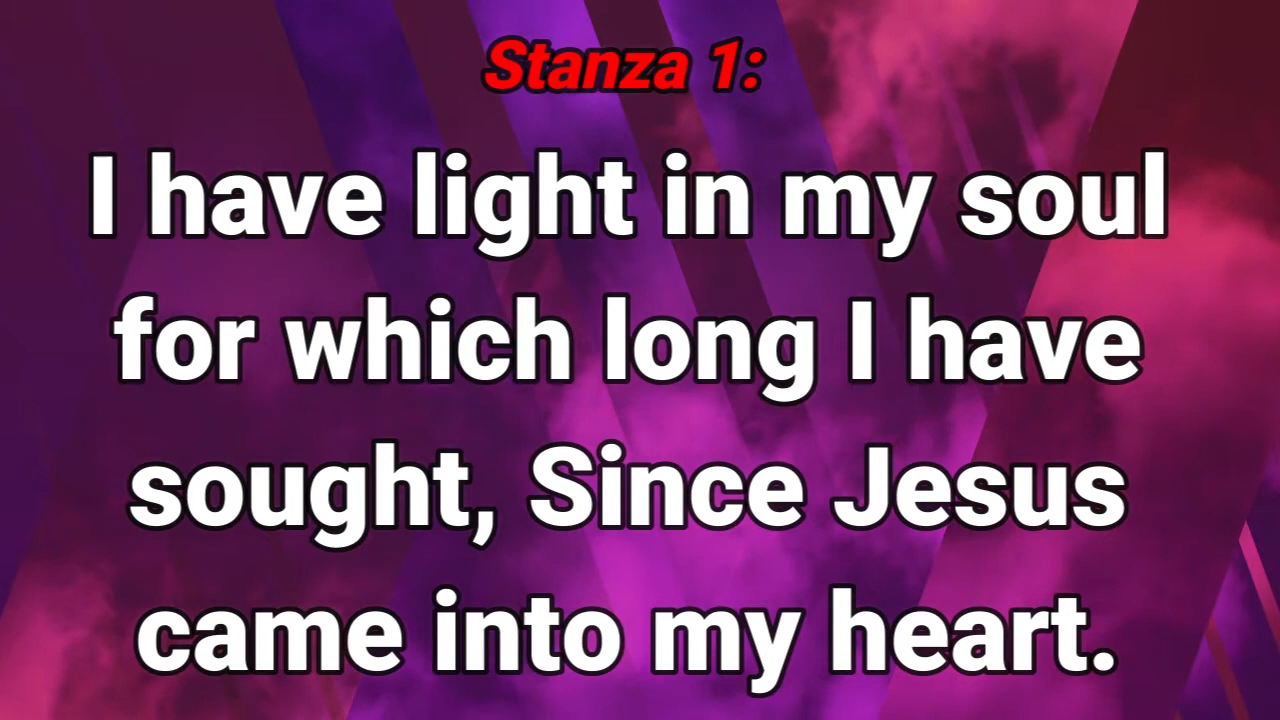 Stanza 1:
I have light in my soul
for which long I have
sought, Since Jesus
came into my heart.